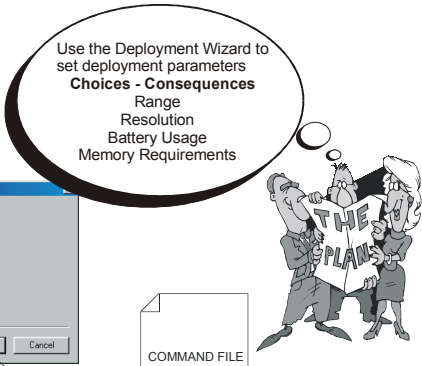 Use the Deployment Wizard to
set deployment parameters
Choices - Consequences
Range
Resolution
Battery Usage
Memory Requirements
THE
PLAN
Cancel
COMMAND FILE